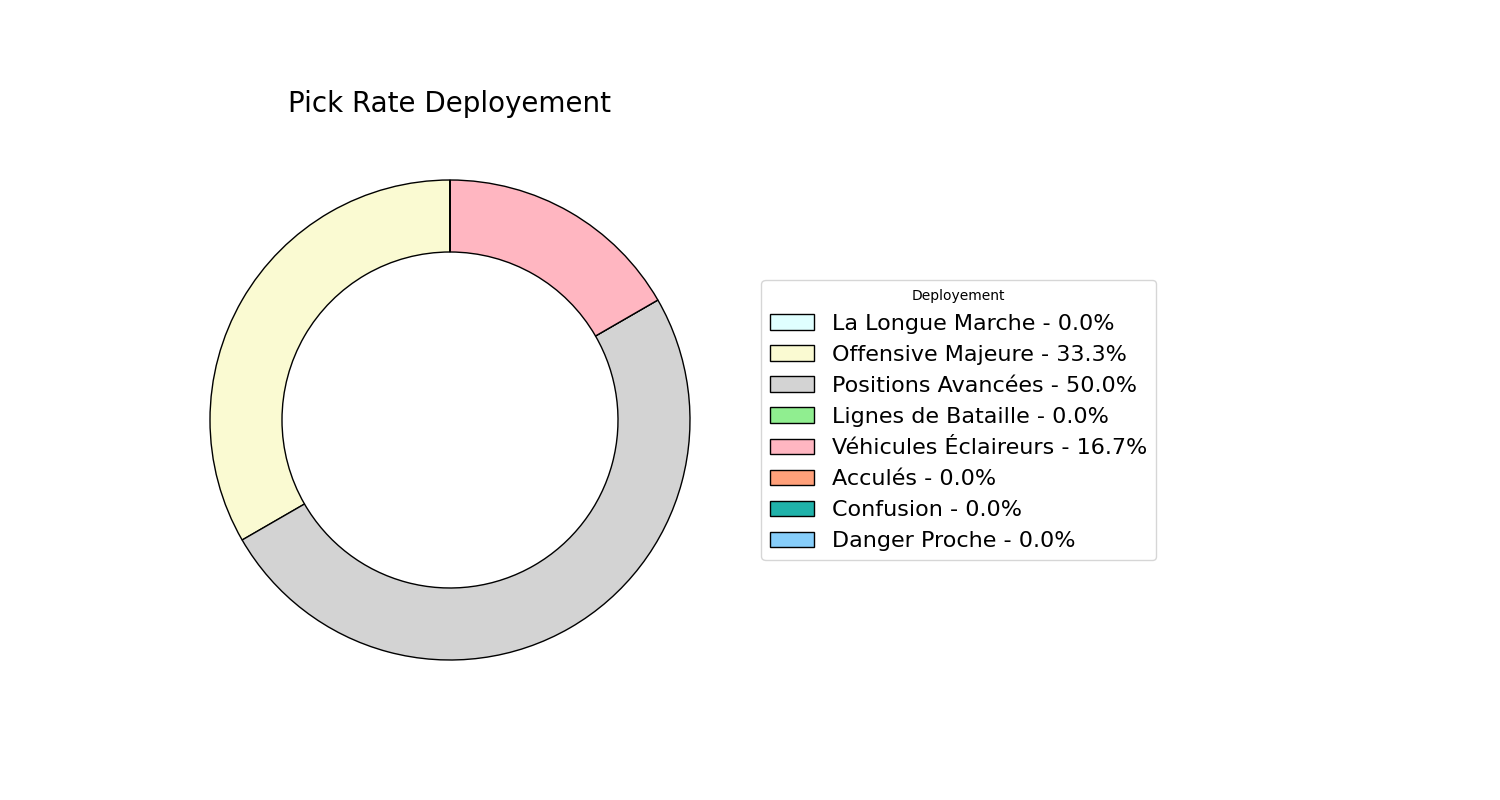 Pick Rate Deployement
Deployement
La Longue Marche - 0.0%
Offensive Majeure - 33.3%
Positions Avancées - 50.0%
Lignes de Bataille - 0.0%
Véhicules Éclaireurs - 16.7%
Acculés - 0.0%
Confusion - 0.0%
Danger Proche - 0.0%